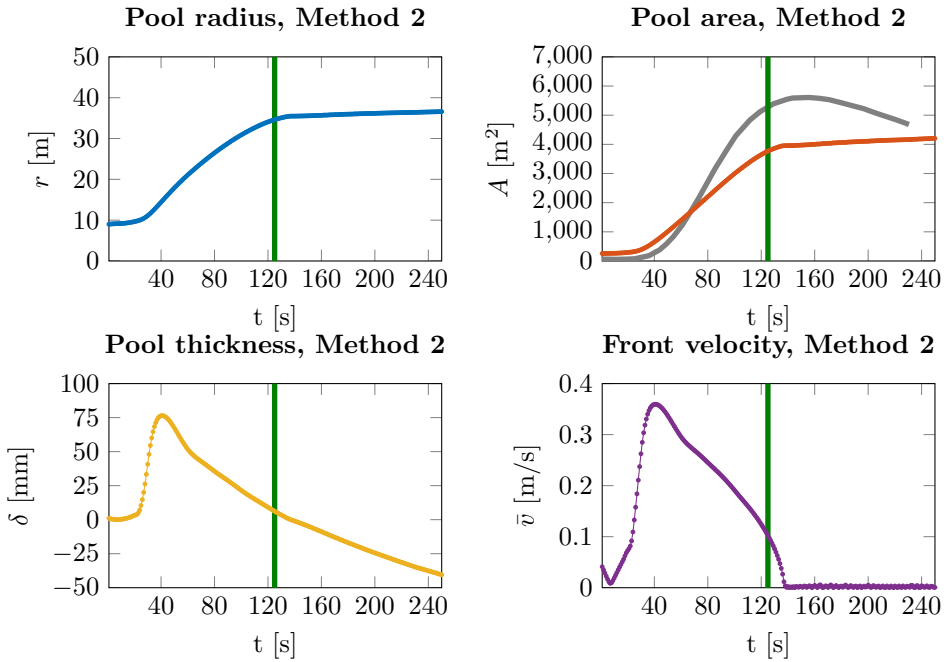 Pool radius, Method 2
50
40
30
20
10
0
r [m]
40 80 120 160 200 240
t [s]
Pool area, Method 2
7,000
6,000
5,000
4,000
3,000
2,000
1,000
0
A [m²]
40 80 120 160 200 240
t [s]
Pool thickness, Method 2
100
75
50
25
0
−25
−50
δ [mm]
40 80 120 160 200 240
t [s]
Front velocity, Method 2
0.4
0.3
0.2
0.1
0
v̄ [m/s]
40 80 120 160 200 240
t [s]